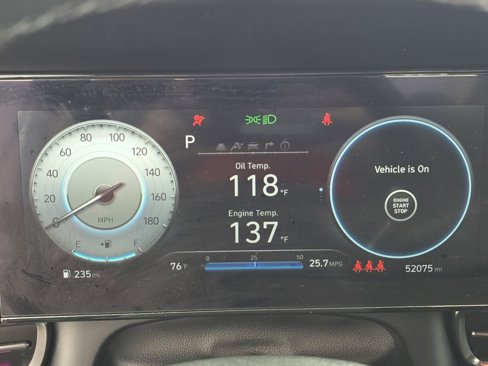 P
80 100
60 120
40 140
20 160
0 180
MPH
E F
235 mi
Oil Temp.
118 °F
Engine Temp.
137 °F
76 °F
0 25 50
25.7 MPG
Vehicle is On
ENGINE
START
STOP
52075 mi